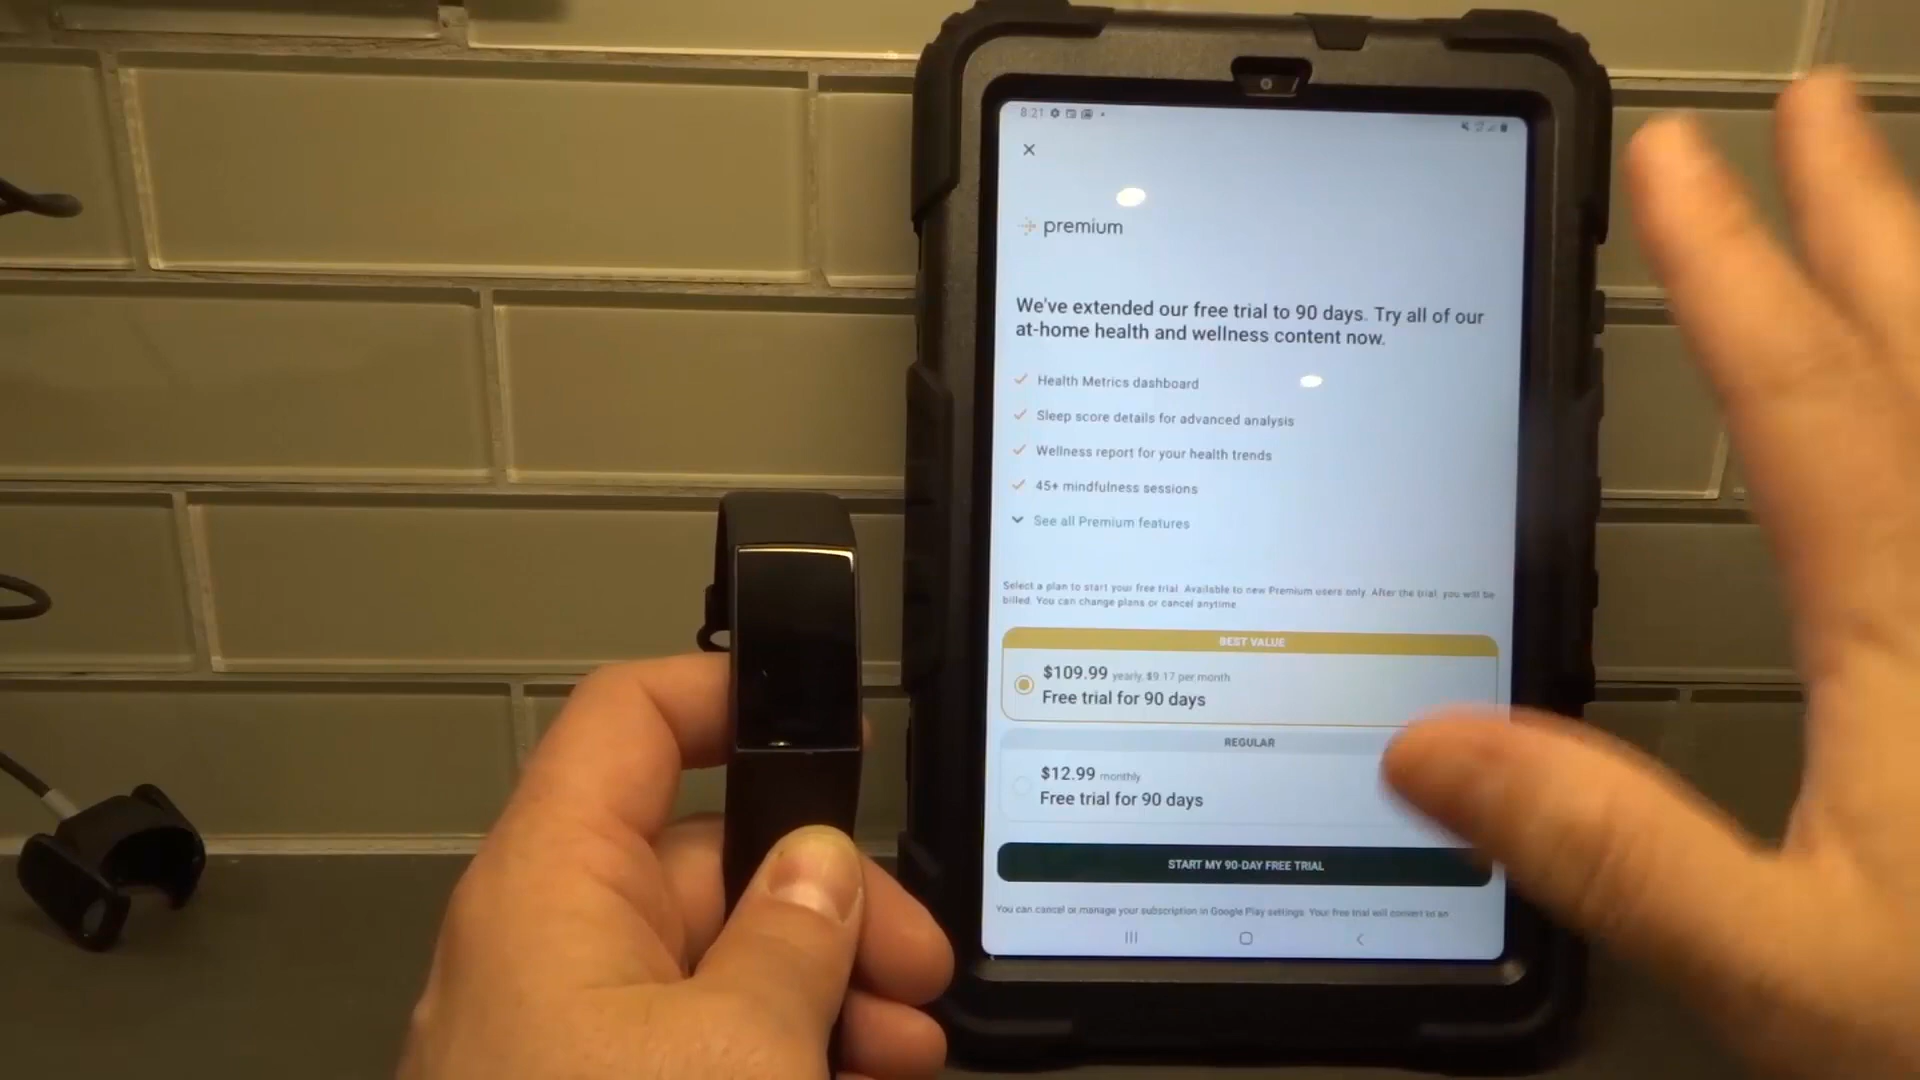 8:21
premium
We've extended our free trial to 90 days. Try all of our
at-home health and wellness content now.
Health Metrics dashboard
Sleep score details for advanced analysis
Wellness report for your health trends
45+ mindfulness sessions
See all Premium features
Select a plan to start your free trial. Available to new Premium users only. After the trial, you will be
billed. You can change plans or cancel anytime
BEST VALUE
$109.99 yearly, $9.17 per month
Free trial for 90 days
REGULAR
$12.99 monthly
Free trial for 90 days
START MY 90-DAY FREE TRIAL
You can cancel or manage your subscription in Google Play settings. Your free trial will convert to an